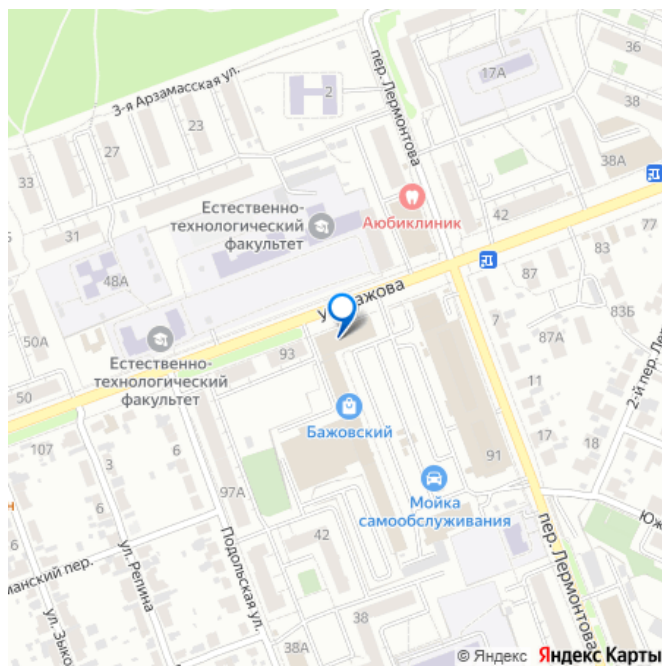 36
пер. Лермонтова
17А
3-я Арзамасская ул.
2
38
23
27
38А
33
Аюбиклиник
42
Естественно-
технологический
факультет
77
31
83
48А
87
ажова
83Б
7
50А
87А
93
Естественно-
технологический
факультет
11
2-й пер. Ле
50
Бажовский
17
18
107
6
3
91
97А
Мойка
самообслуживания
6
Юж
42
пер. Лермонтова
Подольская ул.
манский пер.
ул. Репина
38
ул. Зыко
38А
© Яндекс Яндекс Карты